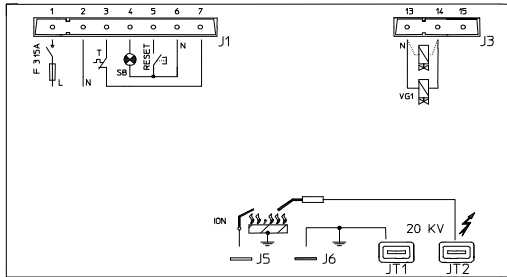 1 2 3 4 5 6 7
J1
13 14 15
J3
F 3 15A
L
N
T
SB
RESET
N
N
VG1
ION
J5
J6
20 KV
JT1
JT2